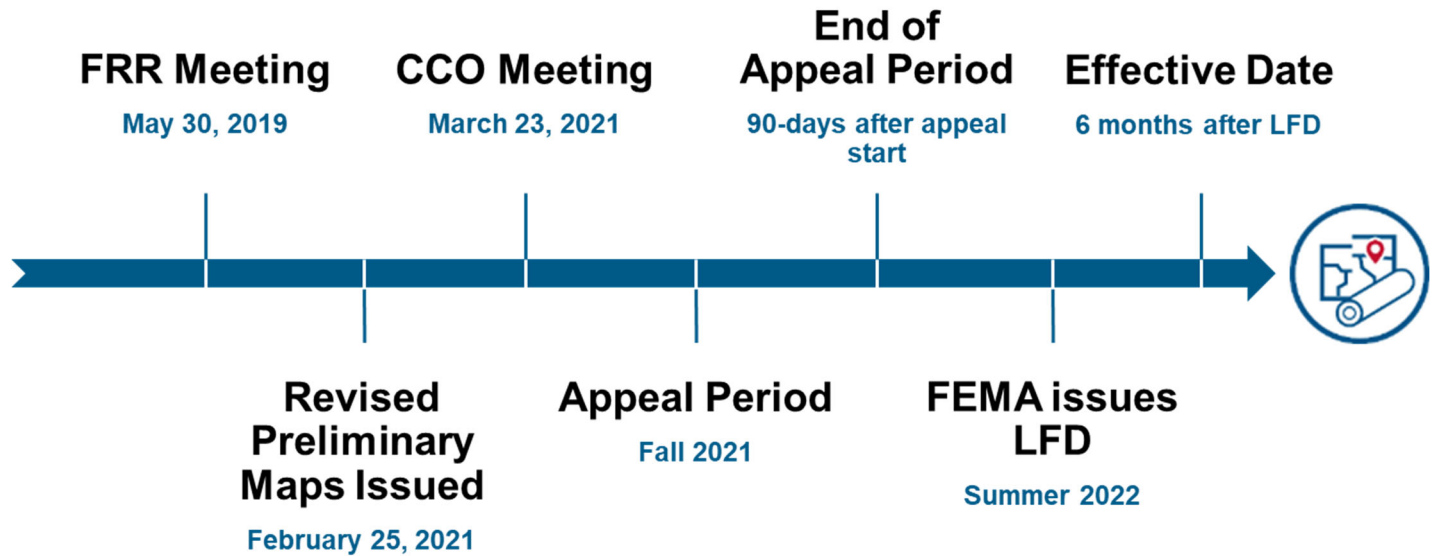 FRR Meeting
May 30, 2019
CCO Meeting
March 23, 2021
End of
Appeal Period
90-days after appeal
start
Effective Date
6 months after LFD
Revised
Preliminary
Maps Issued
February 25, 2021
Appeal Period
Fall 2021
FEMA issues
LFD
Summer 2022